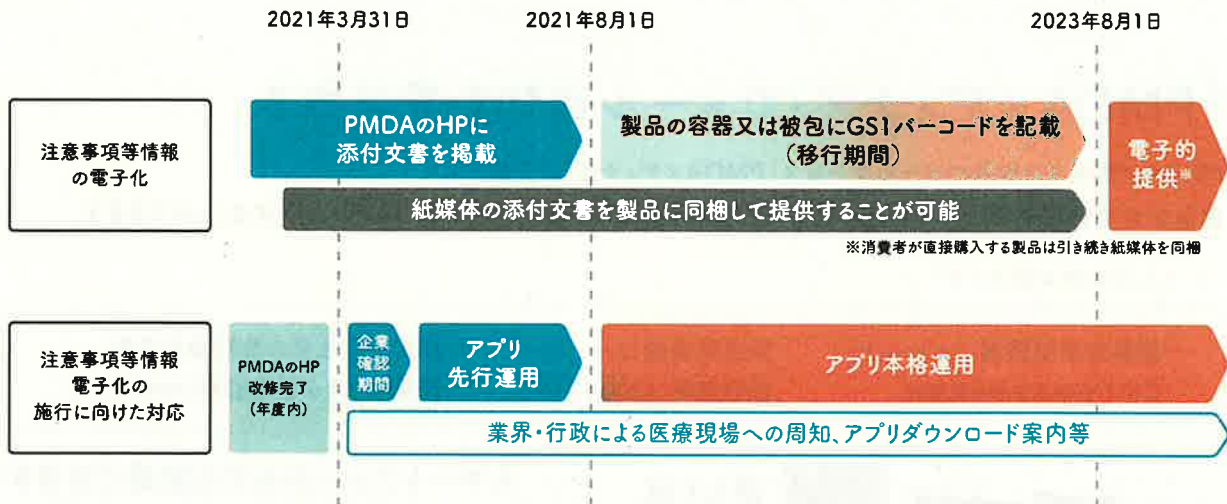 2021年3月31日
2021年8月1日
2023年8月1日
注意事項等情報
の電子化
PMDAのHPに
添付文書を掲載
製品の容器又は被包にGS1バーコードを記載
(移行期間)
電子的
提供※
紙媒体の添付文書を製品に同梱して提供することが可能
※消費者が直接購入する製品は引き続き紙媒体を同梱
注意事項等情報
電子化の
施行に向けた対応
PMDAのHP
改修完了
(年度内)
企業
確認
期間
アプリ
先行運用
アプリ本格運用
業界・行政による医療現場への周知、アプリダウンロード案内等